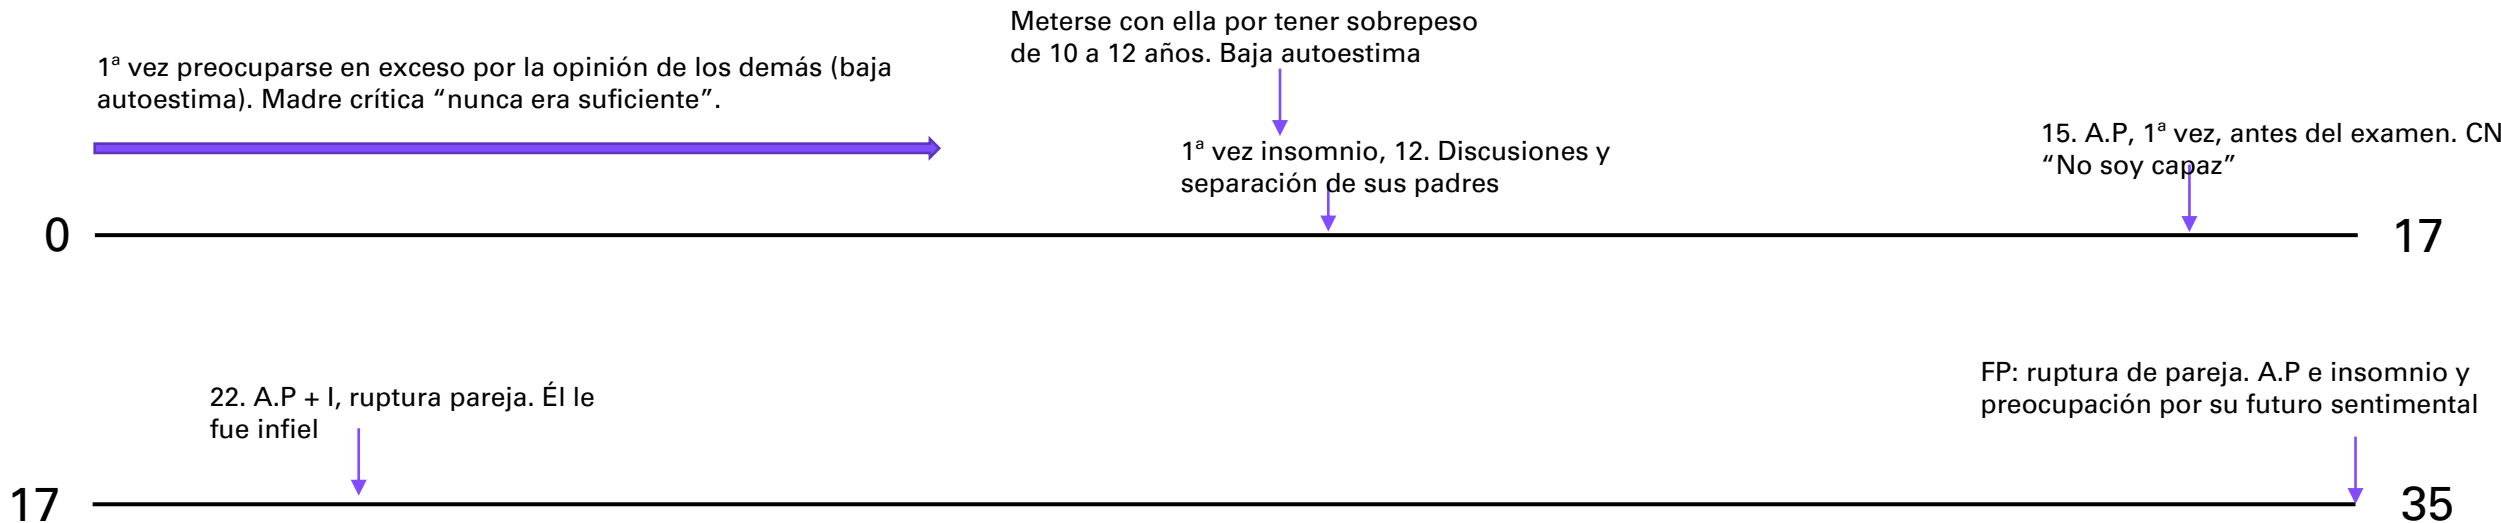 Meterse con ella por tener sobrepeso
de 10 a 12 años. Baja autoestima
1ª vez preocuparse en exceso por la opinión de los demás (baja
autoestima). Madre crítica “nunca era suficiente”.
1ª vez insomnio, 12. Discusiones y
separación de sus padres
15. A.P, 1ª vez, antes del examen. CN
“No soy capaz”
0
17
22. A.P + I, ruptura pareja. Él le
fue infiel
FP: ruptura de pareja. A.P e insomnio y
preocupación por su futuro sentimental
17
35